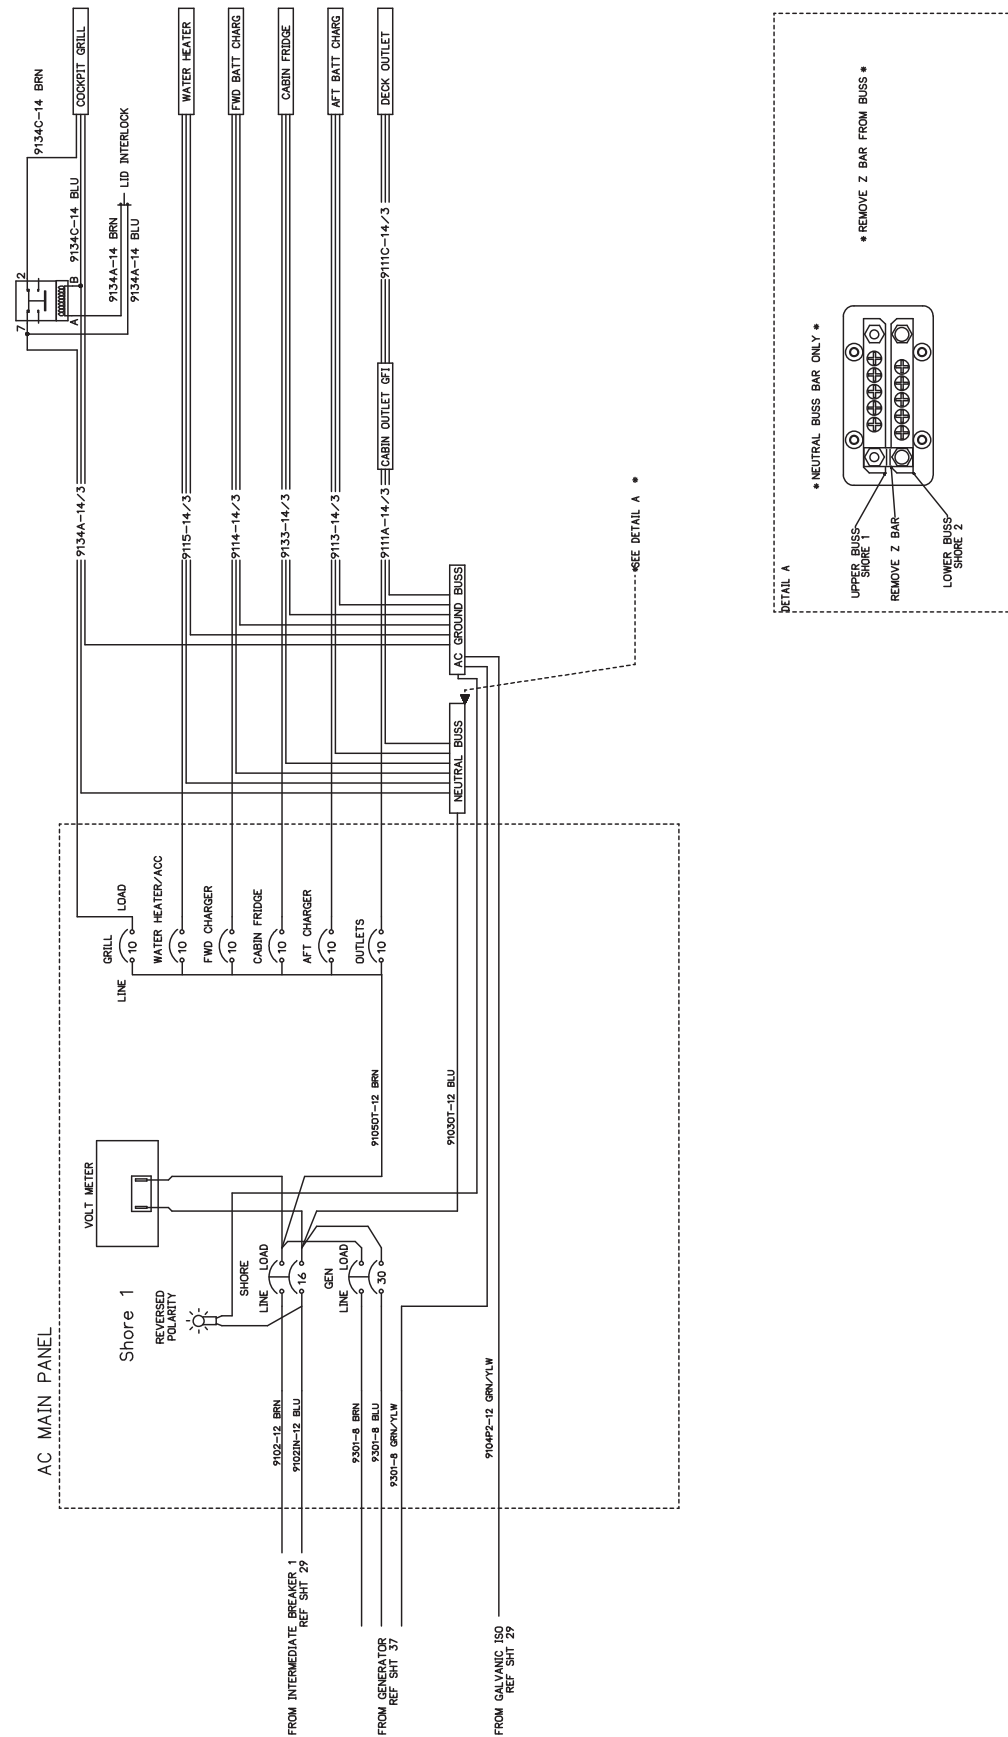 AC MAIN PANEL
Shore 1
VOLT METER
REVERSED
POLARITY
SHORE
LINE
LOAD
16
GEN
LINE
LOAD
30
LINE
LOAD
GRILL
10
WATER HEATER/ACC
10
FWD CHARGER
10
CABIN FRIDGE
10
AFT CHARGER
10
OUTLETS
10
9102-12 BRN
9102IN-12 BLU
9301-8 BRN
9301-8 BLU
9301-8 GRN/YLW
9104P2-12 GRN/YLW
9105OT-12 BRN
9103OT-12 BLU
FROM INTERMEDIATE BREAKER 1
REF SHT 29
FROM GENERATOR
REF SHT 37
FROM GALVANIC ISO
REF SHT 29
NEUTRAL BUSS
AC GROUND BUSS
*SEE DETAIL A *
9134A-14/3
9115-14/3
9114-14/3
9133-14/3
9113-14/3
9111A-14/3
CABIN OUTLET GFI
9111C-14/3
7
2
A
B
9134C-14 BRN
9134C-14 BLU
9134A-14 BRN
9134A-14 BLU
LID INTERLOCK
COCKPIT GRILL
WATER HEATER
FWD BATT CHARG
CABIN FRIDGE
AFT BATT CHARG
DECK OUTLET
DETAIL A
* NEUTRAL BUSS BAR ONLY *
* REMOVE Z BAR FROM BUSS *
UPPER BUSS
SHORE 1
REMOVE Z BAR
LOWER BUSS
SHORE 2